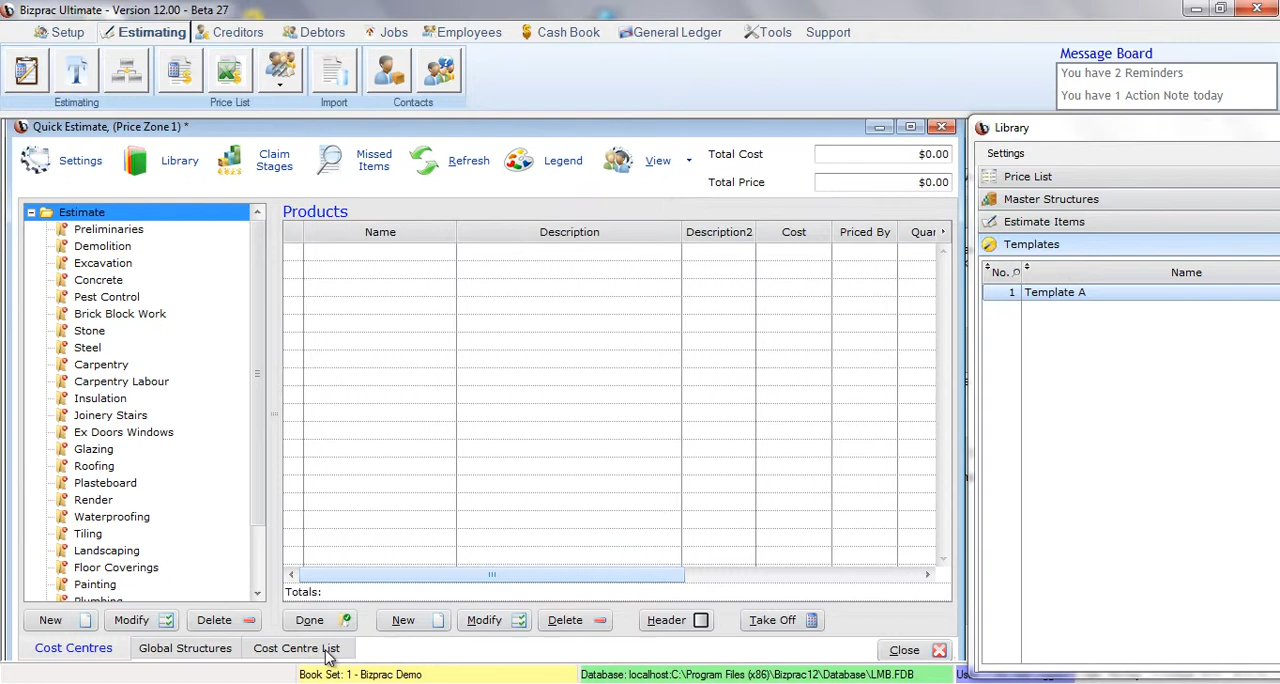 Bizprac Ultimate - Version 12.00 - Beta 27
Setup Estimating Creditors Debtors Jobs Employees Cash Book General Ledger Tools Support
Estimating Price List Import Contacts
Message Board
You have 2 Reminders
You have 1 Action Note today
Quick Estimate, (Price Zone 1) *
Settings Library Claim Stages Missed Items Refresh Legend View
Total Cost $0.00
Total Price $0.00
Estimate
Preliminaries
Demolition
Excavation
Concrete
Pest Control
Brick Block Work
Stone
Steel
Carpentry
Carpentry Labour
Insulation
Joinery Stairs
Ex Doors Windows
Glazing
Roofing
Plasteboard
Render
Waterproofing
Tiling
Landscaping
Floor Coverings
Painting
Plumbing
Products
Name Description Description2 Cost Priced By Quar
Totals:
New Modify Delete Done New Modify Delete Header Take Off
Cost Centres Global Structures Cost Centre List Close
Book Set: 1 - Bizprac Demo Database: localhost:C:\Program Files (x86)\Bizprac12\Database\LMB.FDB
Library
Settings
Price List
Master Structures
Estimate Items
Templates
No. Name
1 Template A